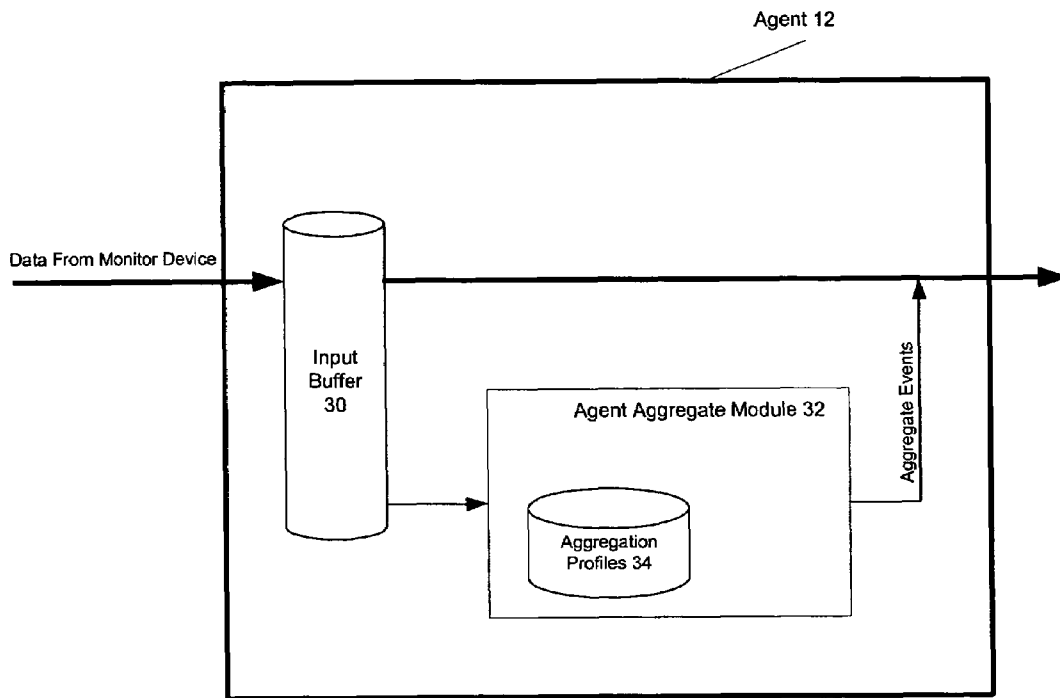 Agent 12
Data From Monitor Device
Input
Buffer
30
Agent Aggregate Module 32
Aggregation
Profiles 34
Aggregate Events